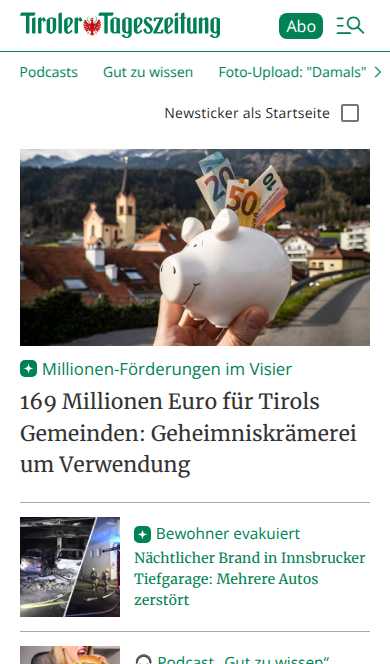 Tiroler Tageszeitung
Abo
Podcasts Gut zu wissen Foto-Upload: "Damals"
Newsticker als Startseite
20
50
10
Millionen-Förderungen im Visier
169 Millionen Euro für Tirols
Gemeinden: Geheimniskrämerei
um Verwendung
Bewohner evakuiert
Nächtlicher Brand in Innsbrucker
Tiefgarage: Mehrere Autos
zerstört
Podcast „Gut zu wissen“